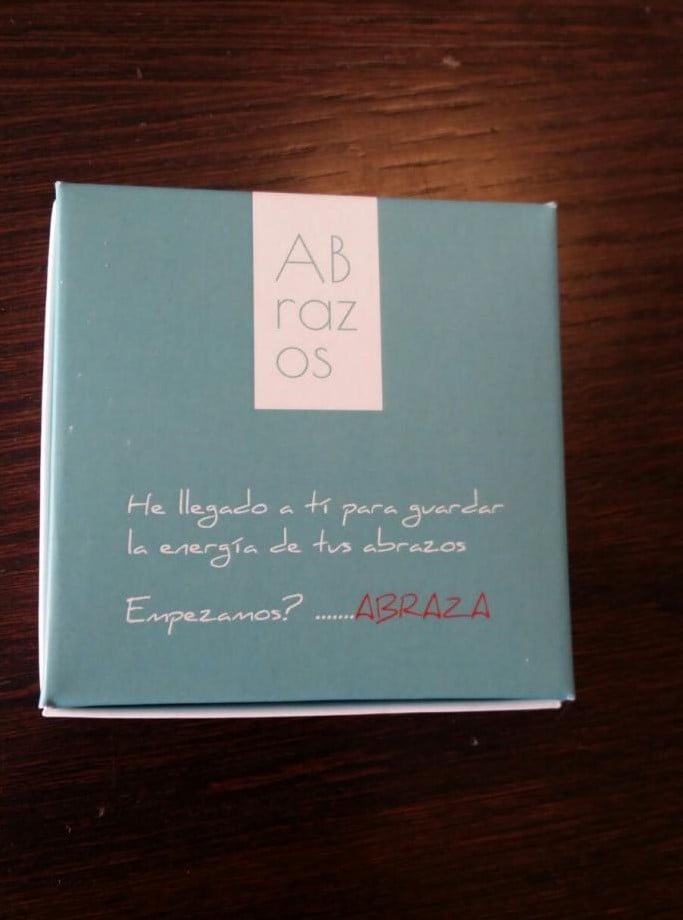 AB
raz
os
He llegado a tí para guardar
la energía de tus abrazos
Empezamos? .......ABRAZA